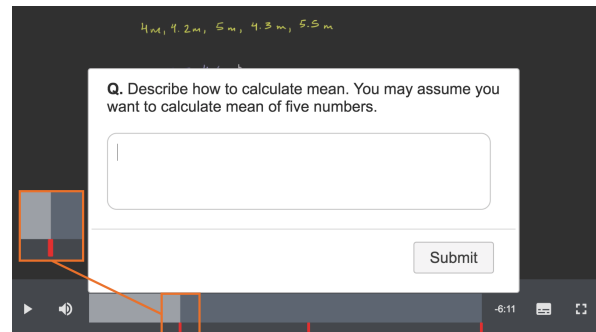 4m, 4.2m, 5m, 4.3m, 5.5m
Q. Describe how to calculate mean. You may assume you
want to calculate mean of five numbers.
Submit
-6:11